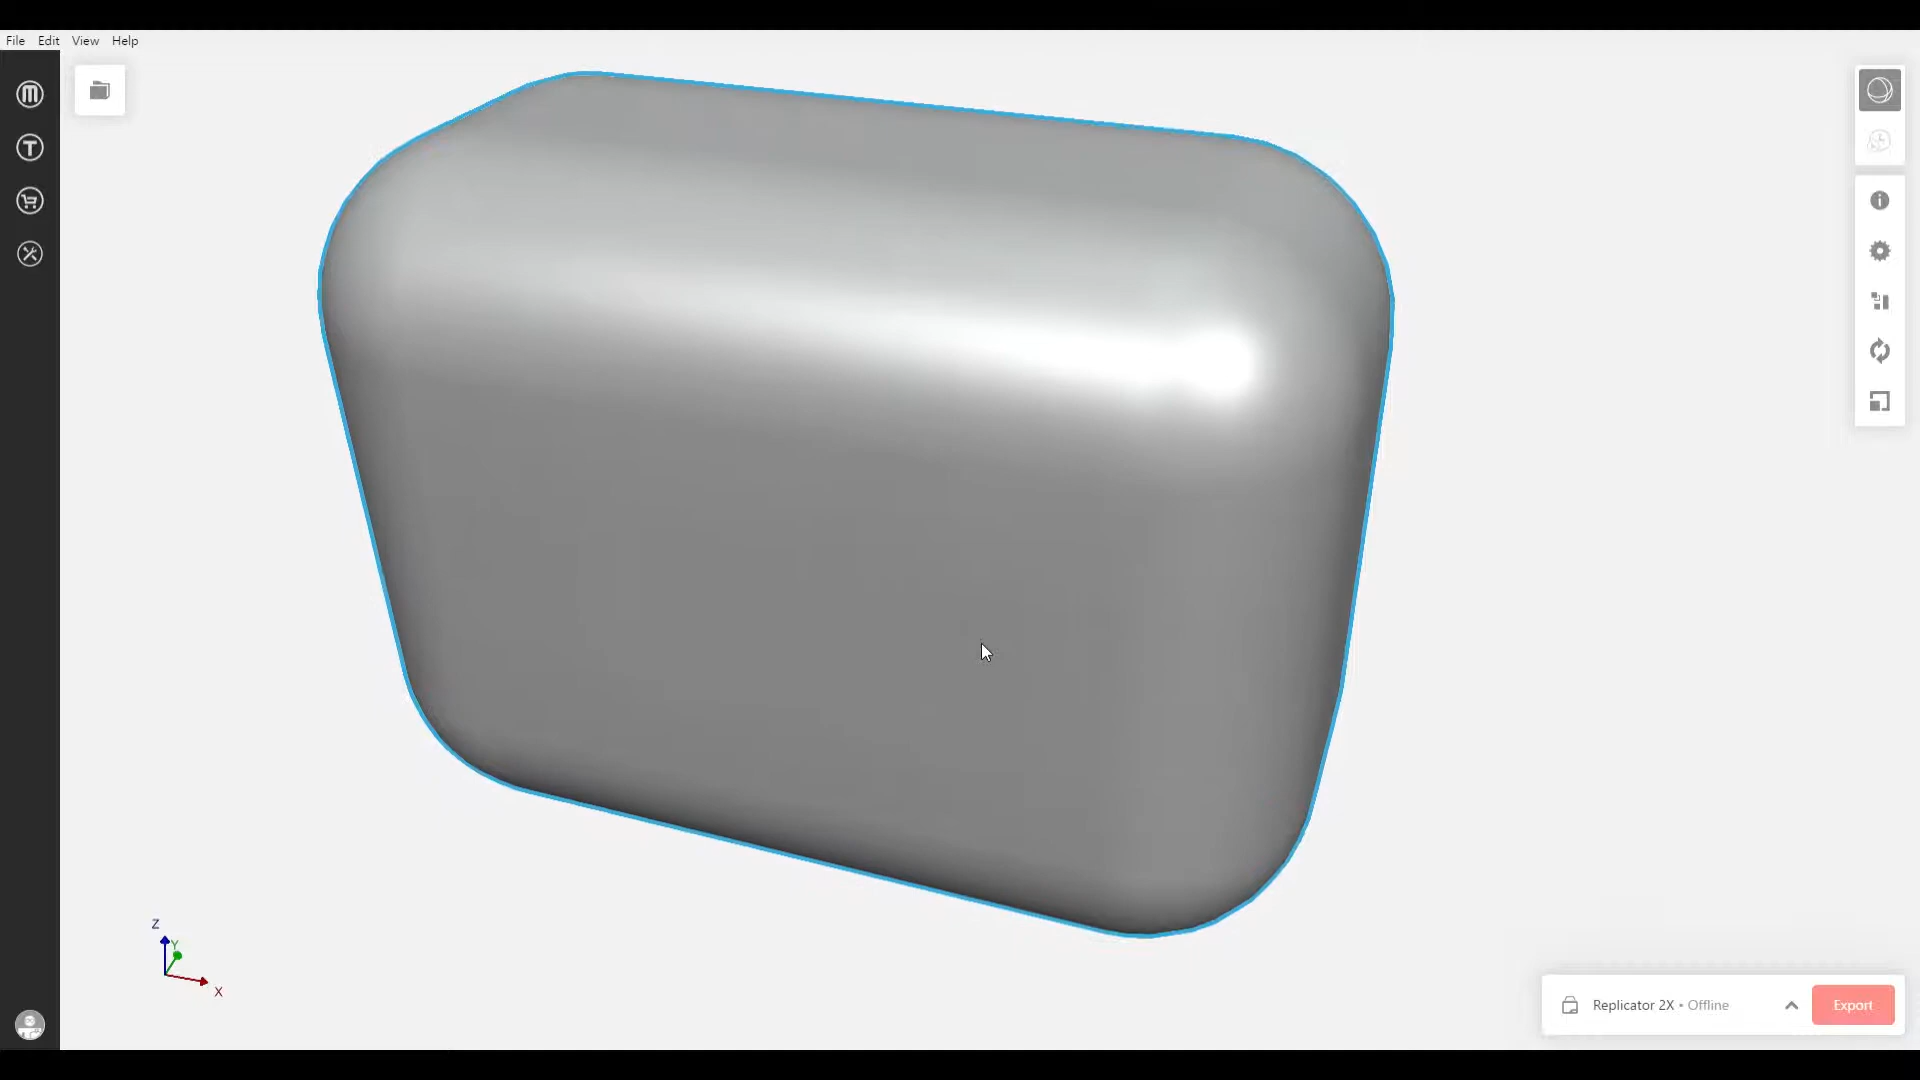 File Edit View Help
M
T
i
Z
Y
X
Replicator 2X • Offline
Export